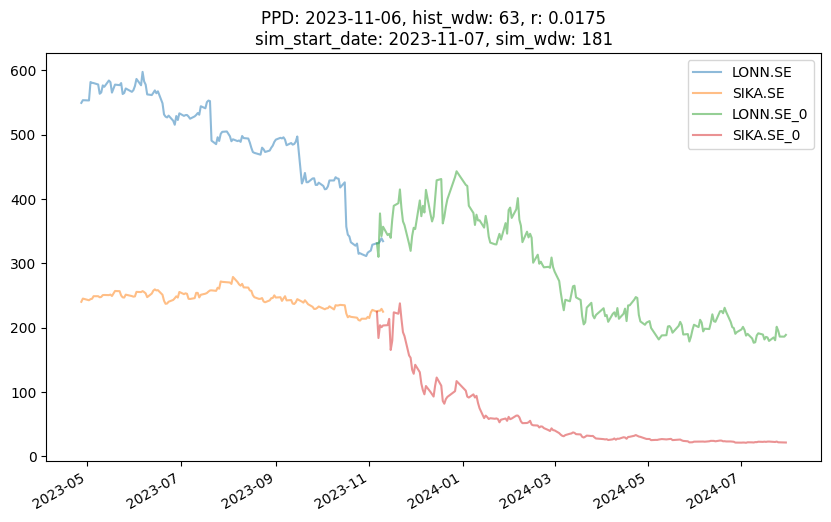 PPD: 2023-11-06, hist_wdw: 63, r: 0.0175
sim_start_date: 2023-11-07, sim_wdw: 181
600
500
400
300
200
100
0
LONN.SE
SIKA.SE
LONN.SE_0
SIKA.SE_0
2023-05
2023-07
2023-09
2023-11
2024-01
2024-03
2024-05
2024-07